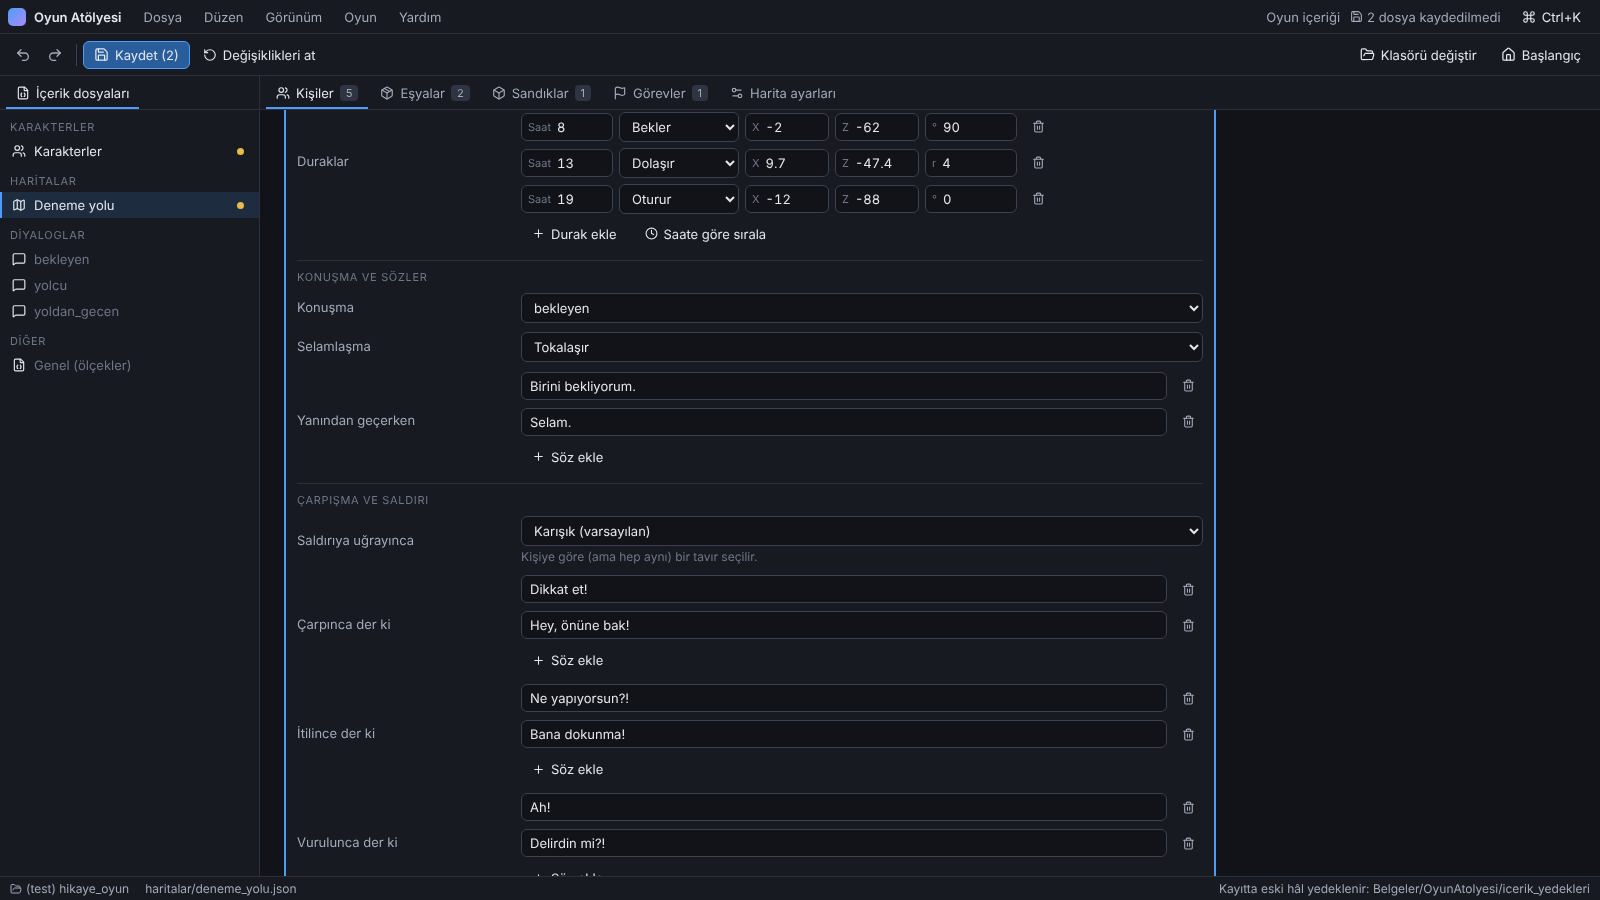 Oyun Atölyesi Dosya Düzen Görünüm Oyun Yardım Oyun içeriği 2 dosya kaydedilmedi ⌘ Ctrl+K
Kaydet (2) Değişiklikleri at Klasörü değiştir Başlangıç
İçerik dosyaları
KARAKTERLER
Karakterler
HARİTALAR
Deneme yolu
DİYALOGLAR
bekleyen
yolcu
yoldan_gecen
DİĞER
Genel (ölçekler)
Kişiler 5 Eşyalar 2 Sandıklar 1 Görevler 1 Harita ayarları
Duraklar
Saat 8 Bekler X -2 Z -62 ° 90
Saat 13 Dolaşır X 9.7 Z -47.4 r 4
Saat 19 Oturur X -12 Z -88 ° 0
+ Durak ekle Saate göre sırala
KONUŞMA VE SÖZLER
Konuşma bekleyen
Selamlaşma Tokalaşır
Yanından geçerken
Birini bekliyorum.
Selam.
+ Söz ekle
ÇARPIŞMA VE SALDIRI
Saldırıya uğrayınca Karışık (varsayılan)
Kişiye göre (ama hep aynı) bir tavır seçilir.
Çarpınca der ki
Dikkat et!
Hey, önüne bak!
+ Söz ekle
İtilince der ki
Ne yapıyorsun?!
Bana dokunma!
+ Söz ekle
Vurulunca der ki
Ah!
Delirdin mi?!
(test) hikaye_oyun haritalar/deneme_yolu.json Kayıtta eski hâl yedeklenir: Belgeler/OyunAtolyesi/icerik_yedekleri